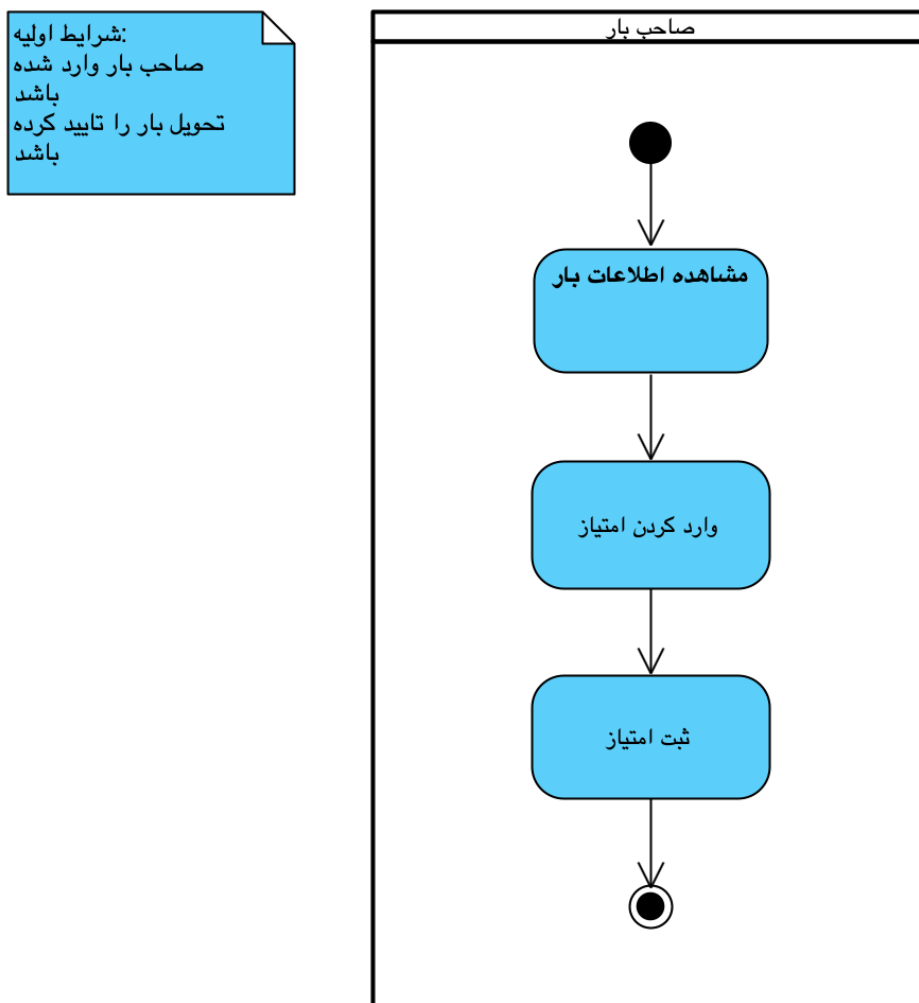 شرایط اولیه:
صاحب بار وارد شده
باشد
تحویل بار را تایید کرده
باشد
صاحب بار
مشاهده اطلاعات بار
وارد کردن امتیاز
ثبت امتیاز